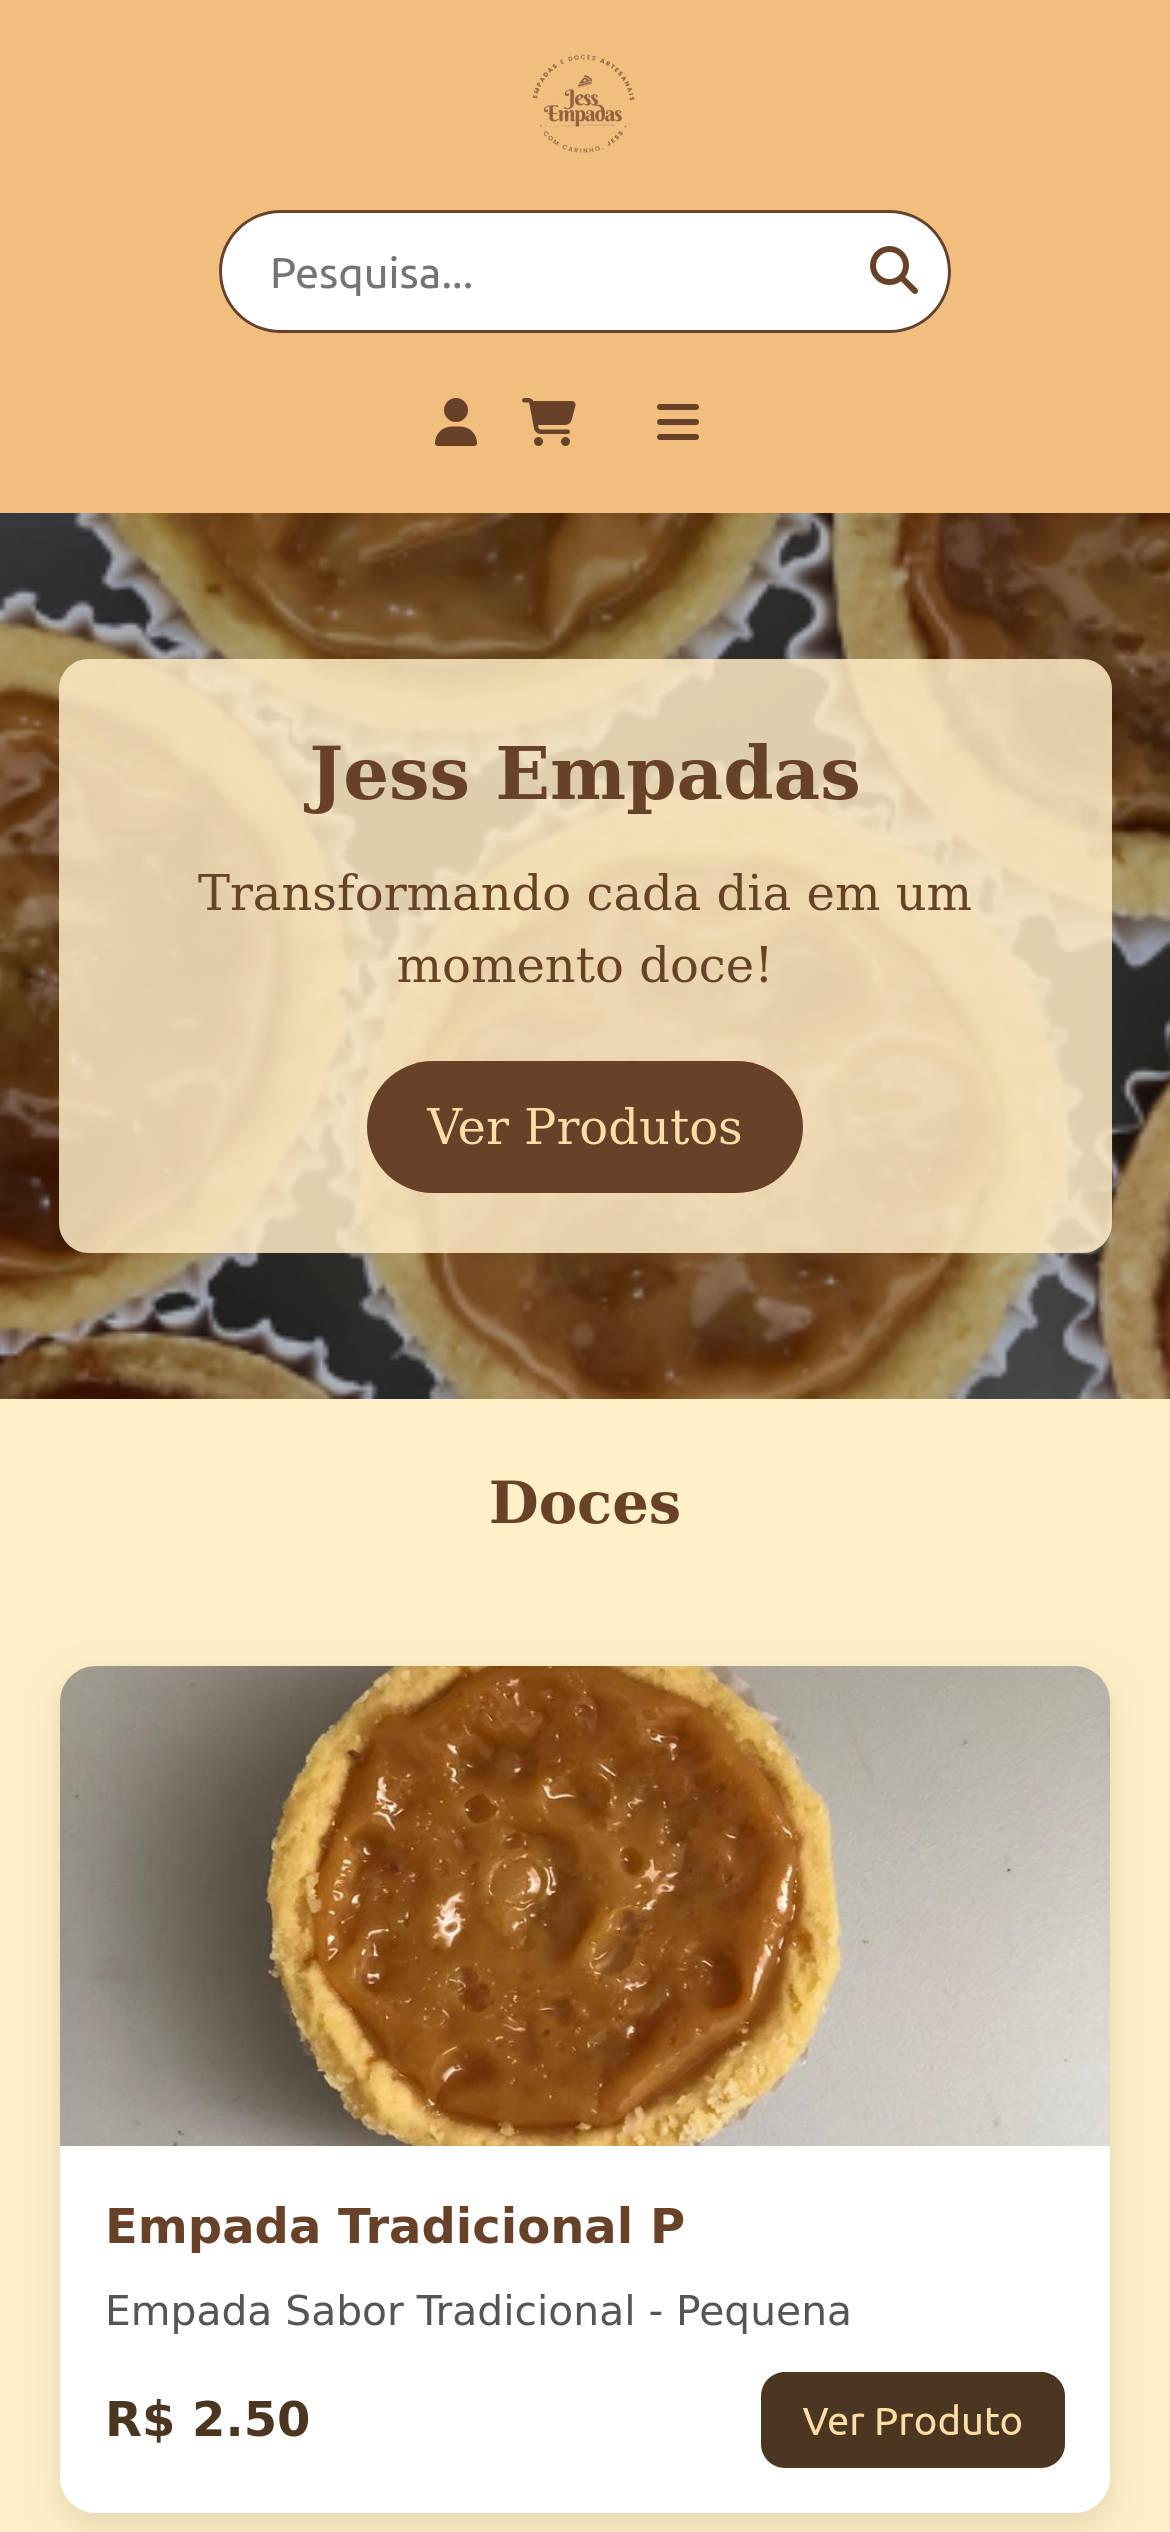 EMPADAS E DOCES ARTESANAIS
Jess
Empadas
COM CARINHO, JESS
Pesquisa...
Jess Empadas
Transformando cada dia em um
momento doce!
Ver Produtos
Doces
Empada Tradicional P
Empada Sabor Tradicional - Pequena
R$ 2.50
Ver Produto